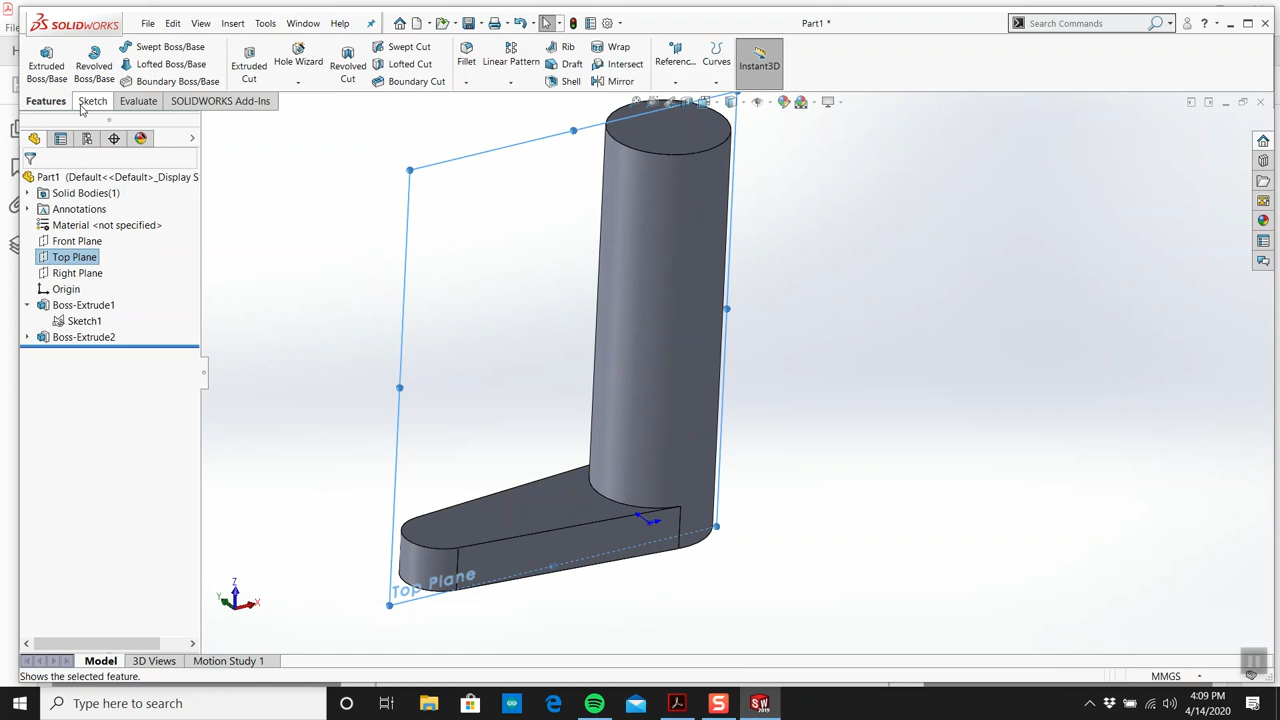 SOLIDWORKS
File Edit View Insert Tools Window Help
Part1 *
Search Commands
Extruded Boss/Base
Revolved Boss/Base
Swept Boss/Base
Lofted Boss/Base
Boundary Boss/Base
Extruded Cut
Hole Wizard
Revolved Cut
Swept Cut
Lofted Cut
Boundary Cut
Fillet
Linear Pattern
Rib
Draft
Shell
Wrap
Intersect
Mirror
Referenc...
Curves
Instant3D
Features Sketch Evaluate SOLIDWORKS Add-Ins
Part1 (Default<<Default>_Display S
Solid Bodies(1)
Annotations
Material <not specified>
Front Plane
Top Plane
Right Plane
Origin
Boss-Extrude1
Sketch1
Boss-Extrude2
Top Plane
Z
Y
X
Model 3D Views Motion Study 1
Shows the selected feature.
MMGS
Type here to search
4:09 PM
4/14/2020